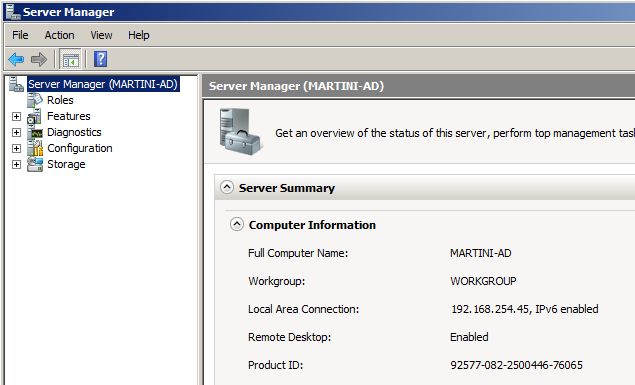 Server Manager
File Action View Help
Server Manager (MARTINI-AD)
Roles
Features
Diagnostics
Configuration
Storage
Server Manager (MARTINI-AD)
Get an overview of the status of this server, perform top management tas
Server Summary
Computer Information
Full Computer Name: MARTINI-AD
Workgroup: WORKGROUP
Local Area Connection: 192.168.254.45, IPv6 enabled
Remote Desktop: Enabled
Product ID: 92577-082-2500446-76065